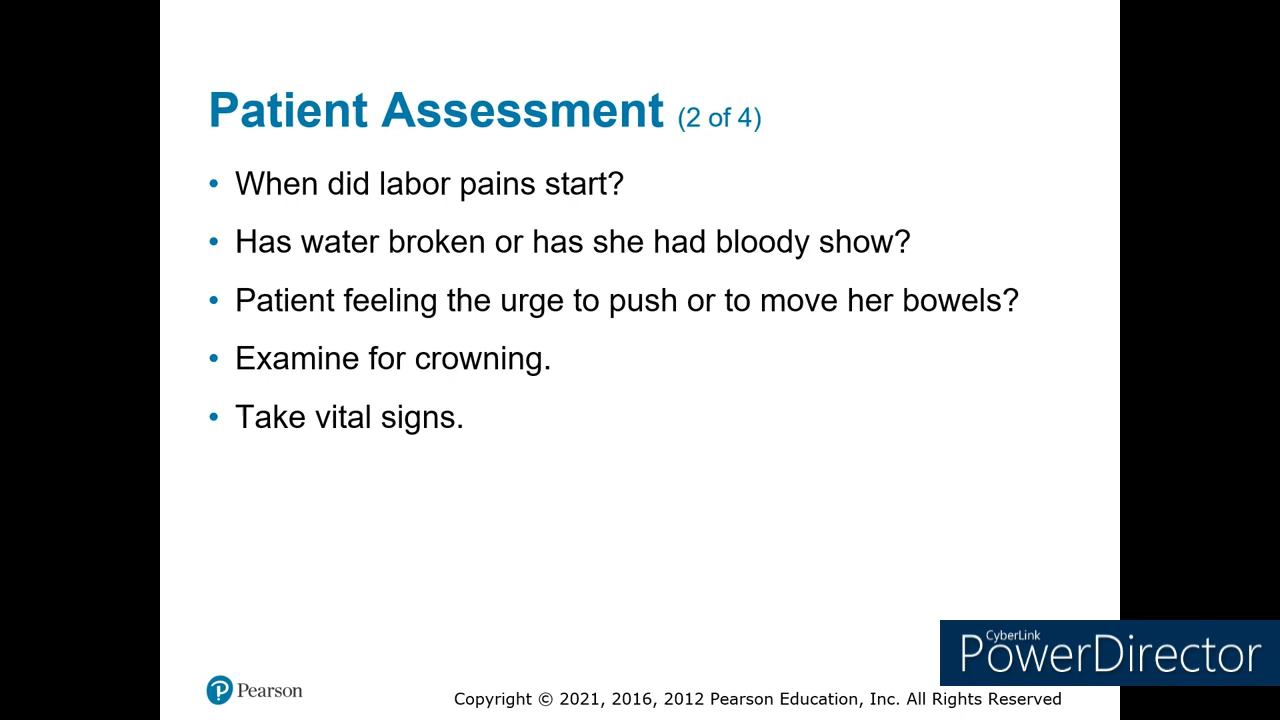 Patient Assessment (2 of 4)
• When did labor pains start?
• Has water broken or has she had bloody show?
• Patient feeling the urge to push or to move her bowels?
• Examine for crowning.
• Take vital signs.
CyberLink
PowerDirector
Pearson
Copyright © 2021, 2016, 2012 Pearson Education, Inc. All Rights Reserved